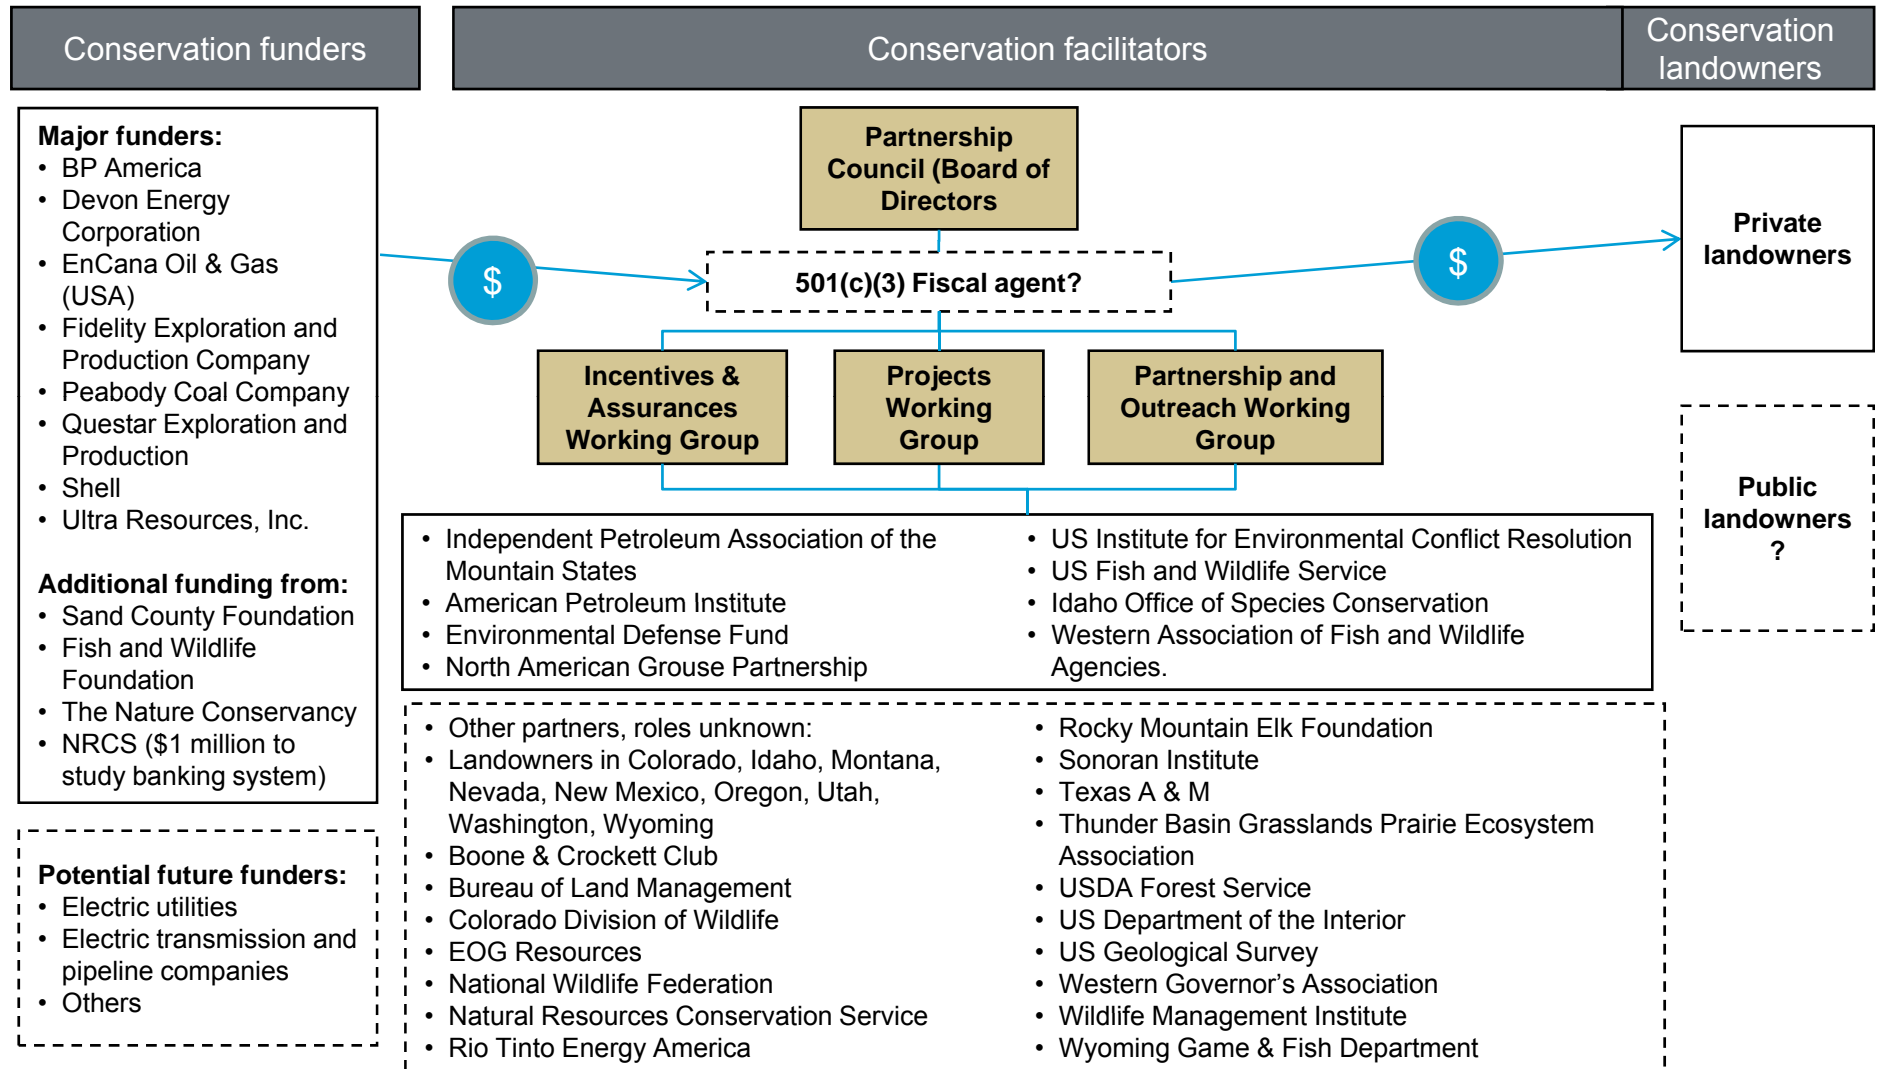 Conservation funders
Conservation facilitators
Conservation
landowners
Major funders:
• BP America
• Devon Energy
Corporation
• EnCana Oil & Gas
(USA)
• Fidelity Exploration and
Production Company
• Peabody Coal Company
• Questar Exploration and
Production
• Shell
• Ultra Resources, Inc.
Additional funding from:
• Sand County Foundation
• Fish and Wildlife
Foundation
• The Nature Conservancy
• NRCS ($1 million to
study banking system)
Potential future funders:
• Electric utilities
• Electric transmission and
pipeline companies
• Others
$
Partnership
Council (Board of
Directors
501(c)(3) Fiscal agent?
Incentives &
Assurances
Working Group
Projects
Working
Group
Partnership and
Outreach Working
Group
• Independent Petroleum Association of the
Mountain States
• American Petroleum Institute
• Environmental Defense Fund
• North American Grouse Partnership
• US Institute for Environmental Conflict Resolution
• US Fish and Wildlife Service
• Idaho Office of Species Conservation
• Western Association of Fish and Wildlife
Agencies.
• Other partners, roles unknown:
• Landowners in Colorado, Idaho, Montana,
Nevada, New Mexico, Oregon, Utah,
Washington, Wyoming
• Boone & Crockett Club
• Bureau of Land Management
• Colorado Division of Wildlife
• EOG Resources
• National Wildlife Federation
• Natural Resources Conservation Service
• Rio Tinto Energy America
• Rocky Mountain Elk Foundation
• Sonoran Institute
• Texas A & M
• Thunder Basin Grasslands Prairie Ecosystem
Association
• USDA Forest Service
• US Department of the Interior
• US Geological Survey
• Western Governor's Association
• Wildlife Management Institute
• Wyoming Game & Fish Department
$
Private
landowners
Public
landowners
?